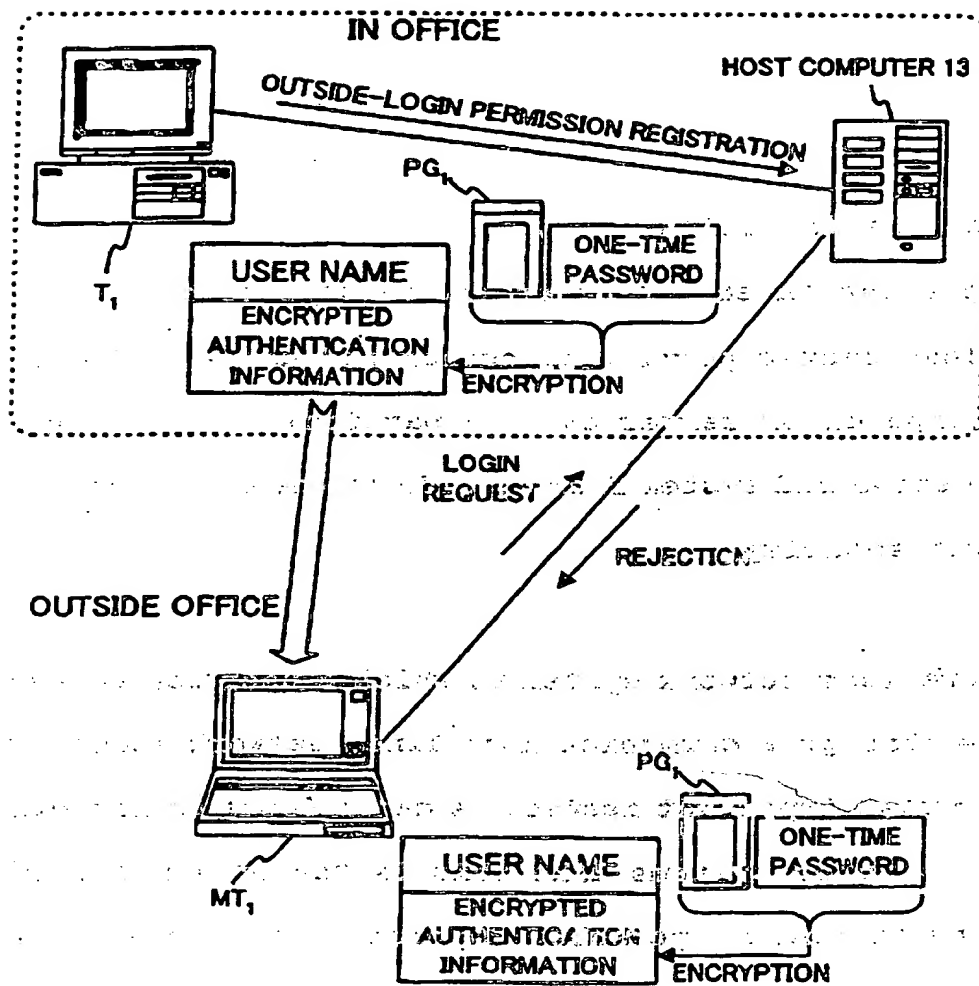 IN OFFICE
HOST COMPUTER 13
OUTSIDE-LOGIN PERMISSION REGISTRATION
PG₁
T₁
USER NAME
ENCRYPTED
AUTHENTICATION
INFORMATION
ONE-TIME
PASSWORD
ENCRYPTION
LOGIN
REQUEST
REJECTION
OUTSIDE OFFICE
MT₁
PG₁
USER NAME
ENCRYPTED
AUTHENTICATION
INFORMATION
ONE-TIME
PASSWORD
ENCRYPTION